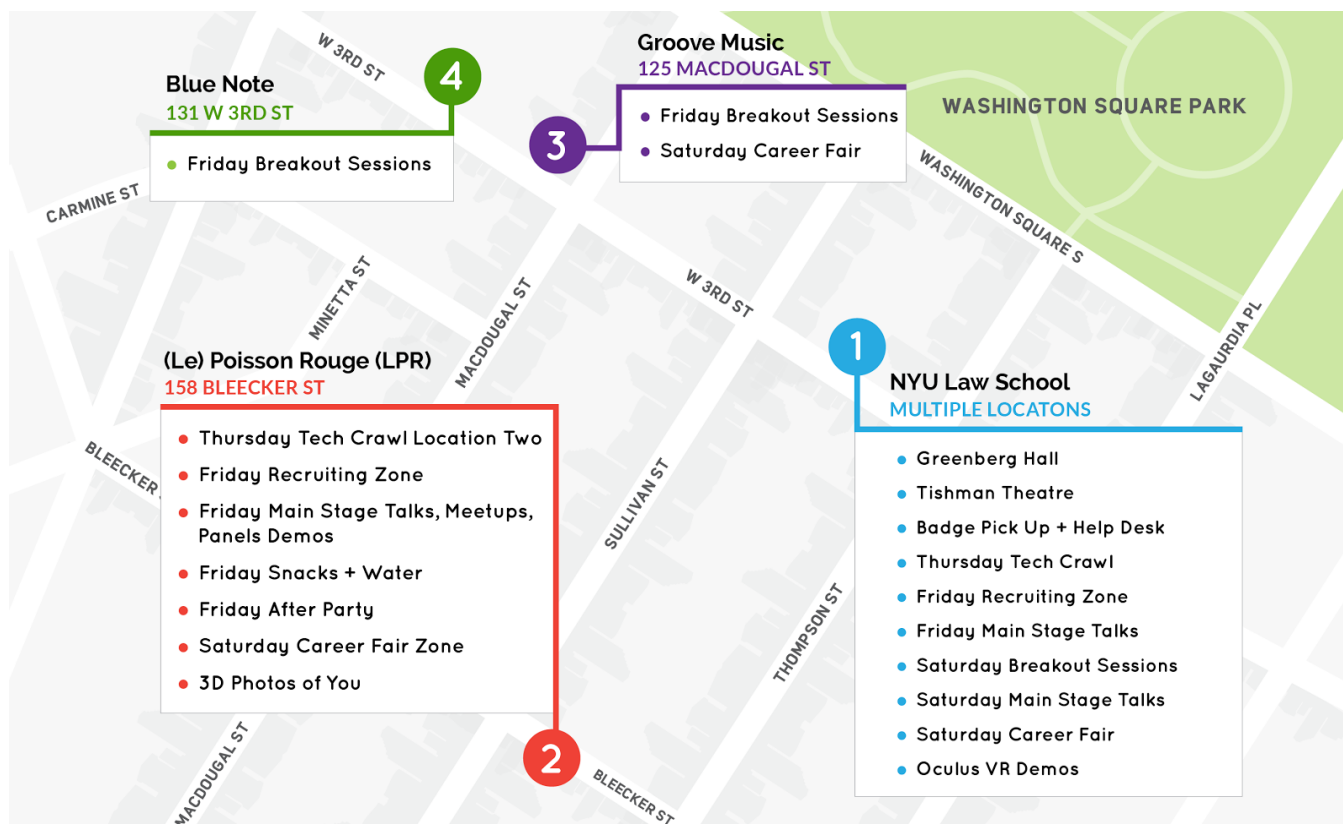 W 3RD ST
4
Blue Note
131 W 3RD ST
Friday Breakout Sessions
Groove Music
125 MACDOUGAL ST
3
Friday Breakout Sessions
Saturday Career Fair
WASHINGTON SQUARE PARK
WASHINGTON SQUARE S
CARMINE ST
MINETTA ST
MACDOUGAL ST
W 3RD ST
LAGAURDIA PL
(Le) Poisson Rouge (LPR)
158 BLEECKER ST
Thursday Tech Crawl Location Two
Friday Recruiting Zone
Friday Main Stage Talks, Meetups,
Panels Demos
Friday Snacks + Water
Friday After Party
Saturday Career Fair Zone
3D Photos of You
2
BLEECKER
SULLIVAN ST
THOMPSON ST
1
NYU Law School
MULTIPLE LOCATONS
Greenberg Hall
Tishman Theatre
Badge Pick Up + Help Desk
Thursday Tech Crawl
Friday Recruiting Zone
Friday Main Stage Talks
Saturday Breakout Sessions
Saturday Main Stage Talks
Saturday Career Fair
Oculus VR Demos
MACDOUGAL ST
BLEECKER ST